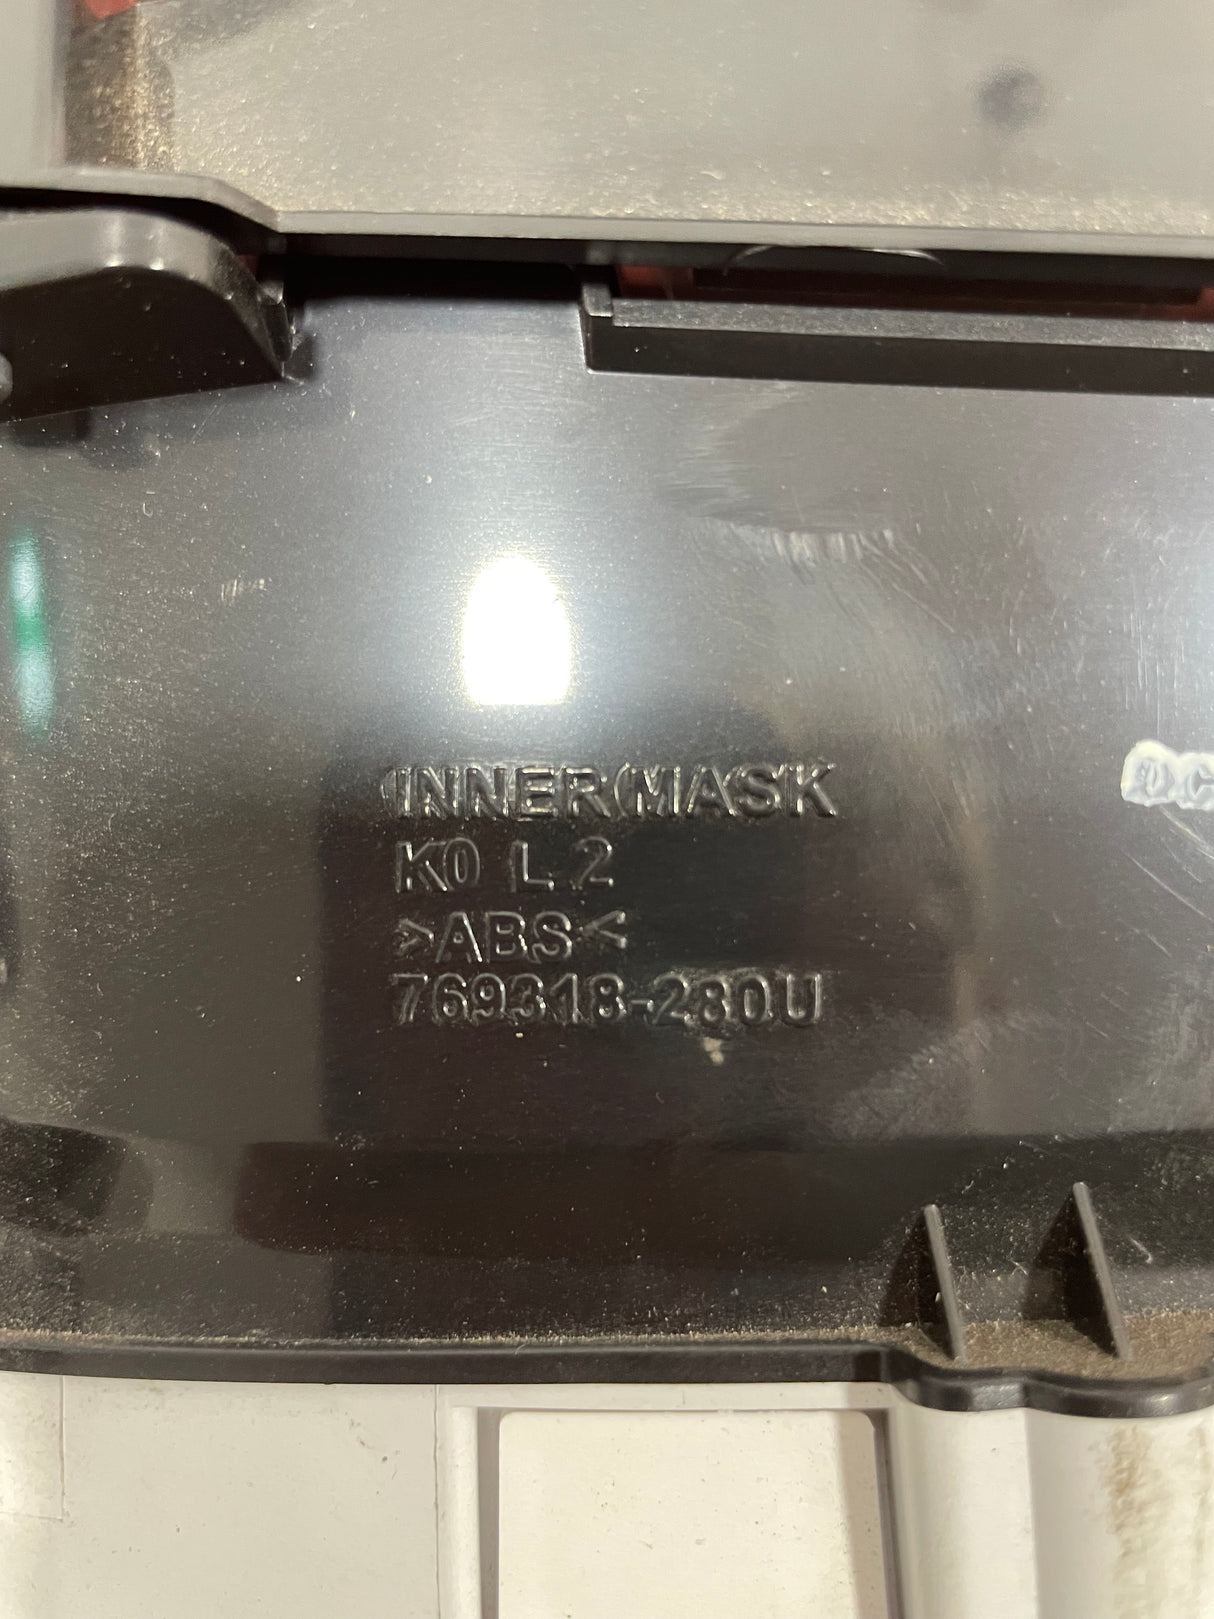 INNER MASK
K0 L 2
>ABS<
769318-280U